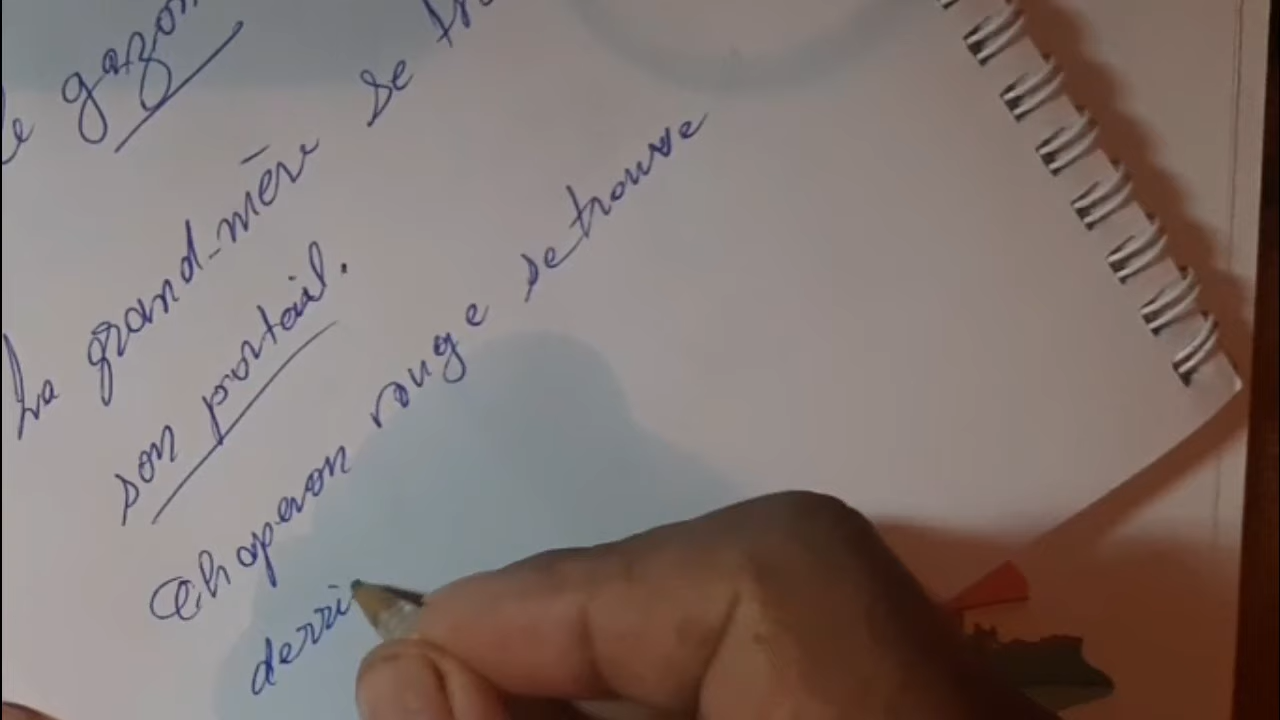 le gazon
La grand-mère se
son portail.
Chaperon rouge se trouve
derri